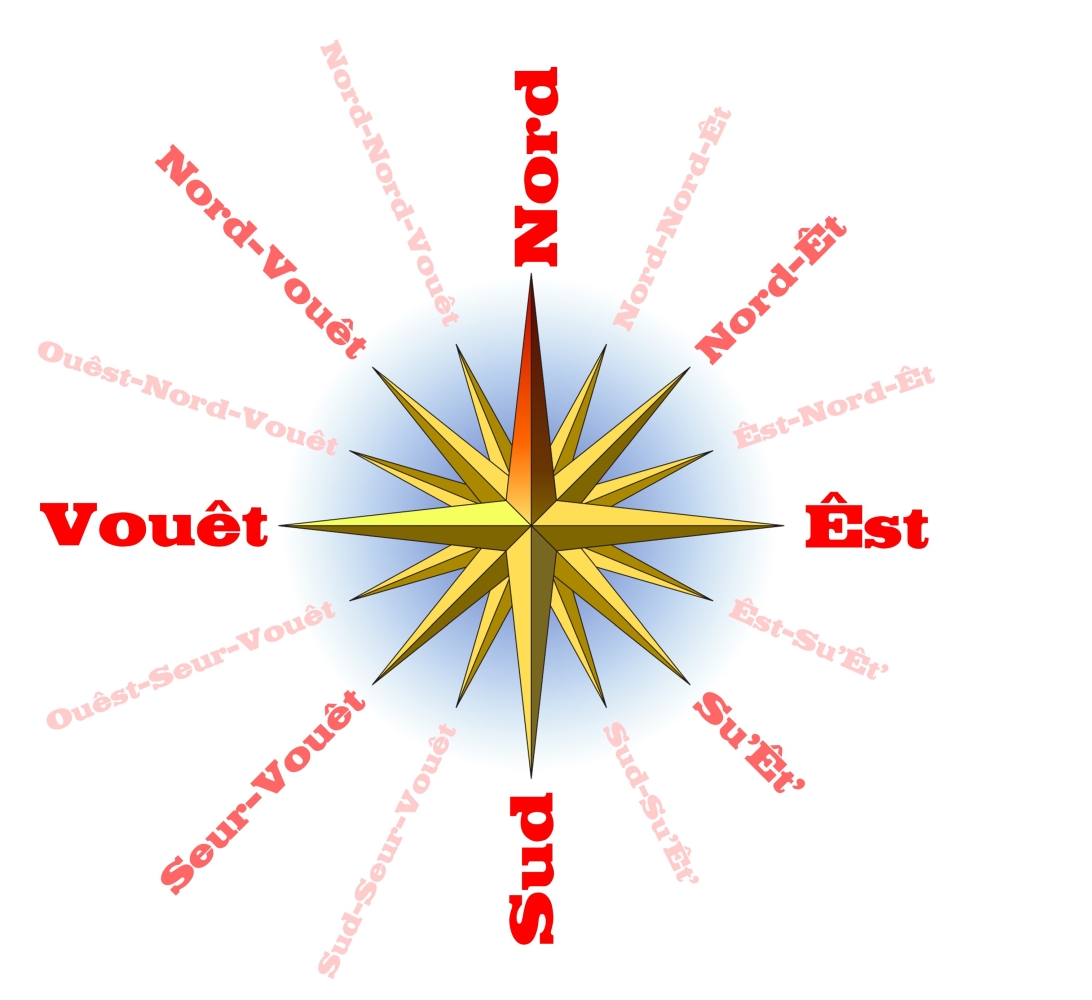 Nord
Nord-Nord-Êt
Nord-Êt
Êst-Nord-Êt
Êst
Êst-Su'Êt'
Su'Êt'
Sud-Su'Êt'
Sud
Sud-Seur-Vouêt
Seur-Vouêt
Ouêst-Seur-Vouêt
Vouêt
Ouêst-Nord-Vouêt
Nord-Vouêt
Nord-Nord-Vouêt